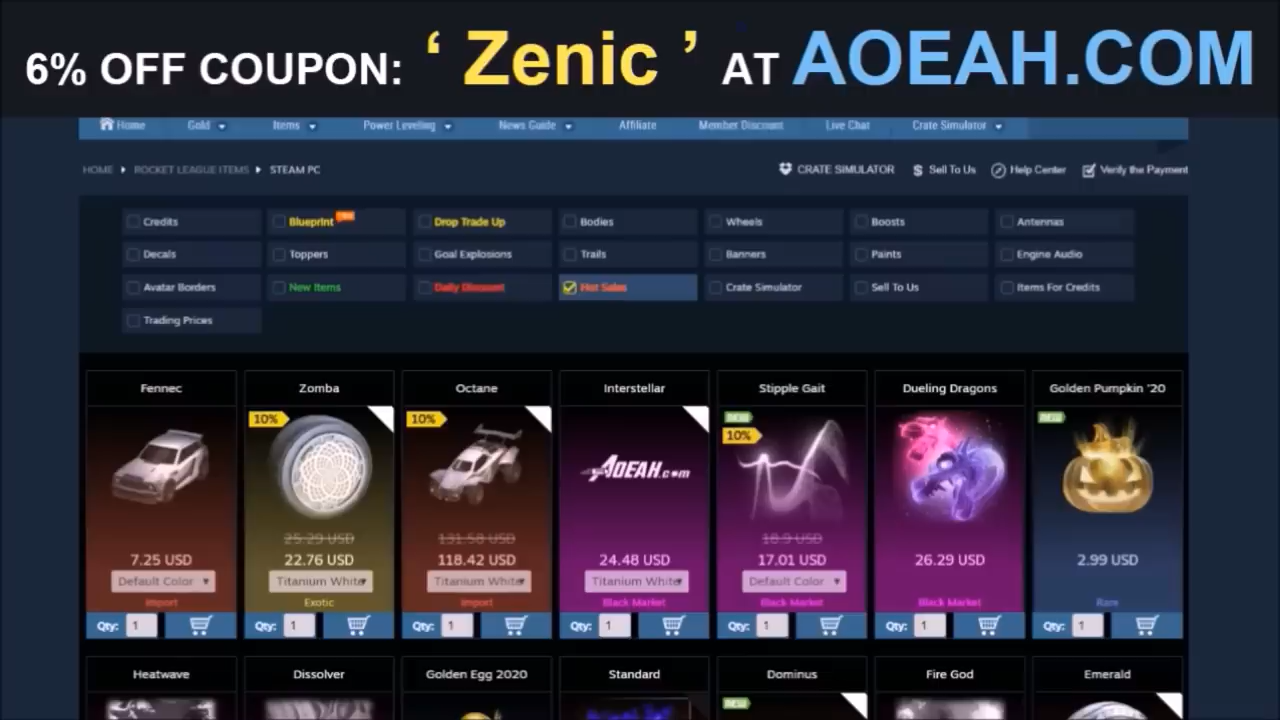 6% OFF COUPON: ‘ Zenic ’ AT AOEAH.COM
Home Gold Items Power Leveling News Guide Affiliate Member Discount Live Chat Crate Simulator
HOME ROCKET LEAGUE ITEMS STEAM PC CRATE SIMULATOR $ Sell To Us Help Center Verify the Payment
Credits Blueprint Drop Trade Up Bodies Wheels Boosts Antennas
Decals Toppers Goal Explosions Trails Banners Paints Engine Audio
Avatar Borders New Items Daily Discount Hot Sales Crate Simulator Sell To Us Items For Credits
Trading Prices
Fennec Zomba Octane Interstellar Stipple Gait Dueling Dragons Golden Pumpkin '20
10% 10% NEW NEW
10%
AOEAH.com
25.29 USD 131.58 USD 18.9 USD
7.25 USD 22.76 USD 118.42 USD 24.48 USD 17.01 USD 26.29 USD 2.99 USD
Default Color Titanium White Titanium White Titanium White Default Color
Import Exotic Import Black Market Black Market Black Market Rare
Qty: 1 Qty: 1 Qty: 1 Qty: 1 Qty: 1 Qty: 1 Qty: 1
Heatwave Dissolver Golden Egg 2020 Standard Dominus Fire God Emerald
NEW